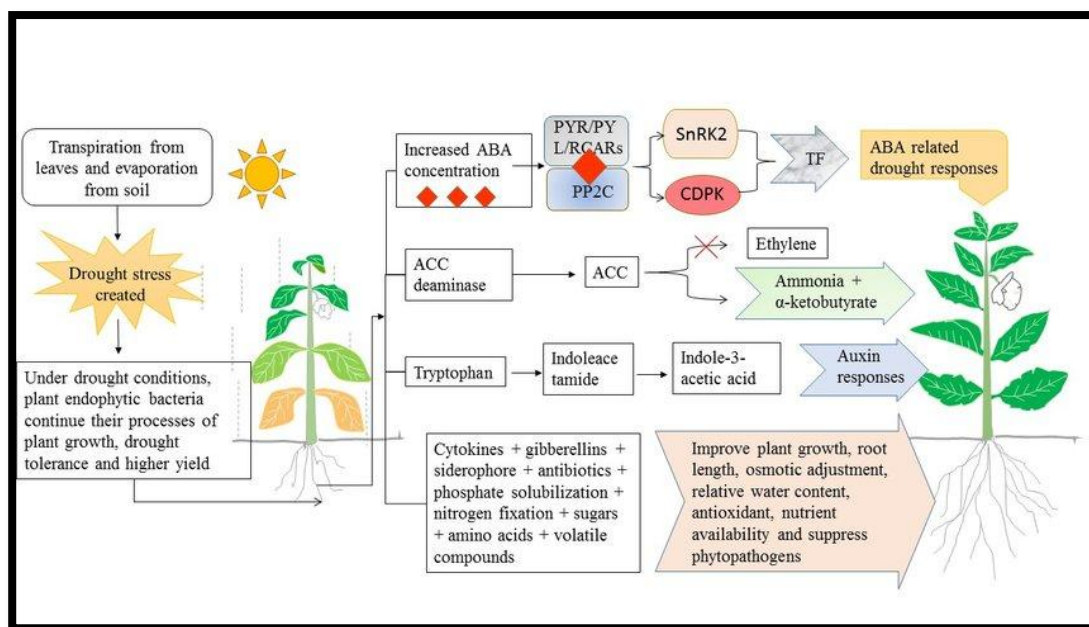 Transpiration from
leaves and evaporation
from soil
Drought stress
created
Under drought conditions,
plant endophytic bacteria
continue their processes of
plant growth, drought
tolerance and higher yield
Increased ABA
concentration
PYR/PY
L/RCARs
PP2C
SnRK2
CDPK
TF
ABA related
drought responses
ACC
deaminase
ACC
Ethylene
Ammonia +
α-ketobutyrate
Tryptophan
Indoleace
tamide
Indole-3-
acetic acid
Auxin
responses
Cytokines + gibberellins +
siderophore + antibiotics +
phosphate solubilization +
nitrogen fixation + sugars
+ amino acids + volatile
compounds
Improve plant growth, root
length, osmotic adjustment,
relative water content,
antioxidant, nutrient
availability and suppress
phytopathogens